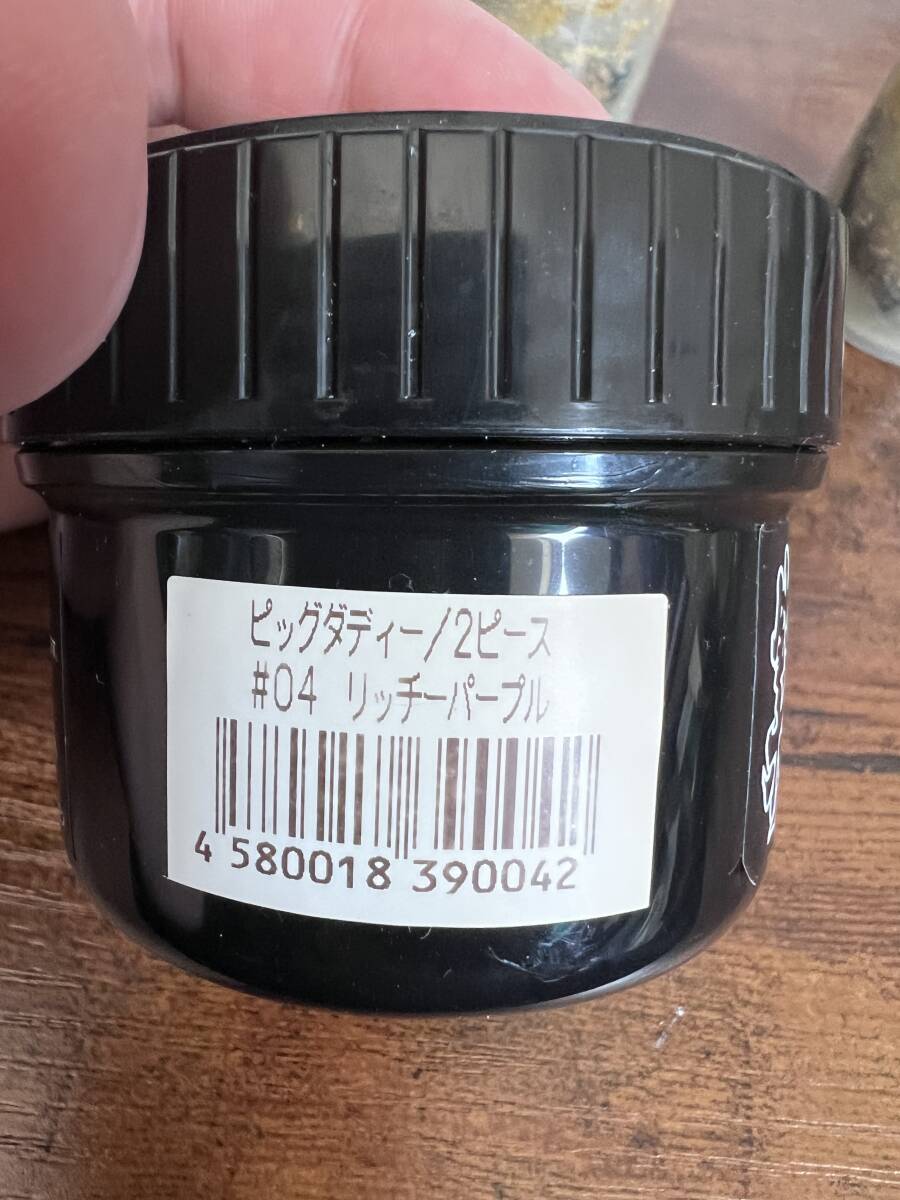 ビッグダディー/2ピース
#04 リッチーパープル
4 580018 390042